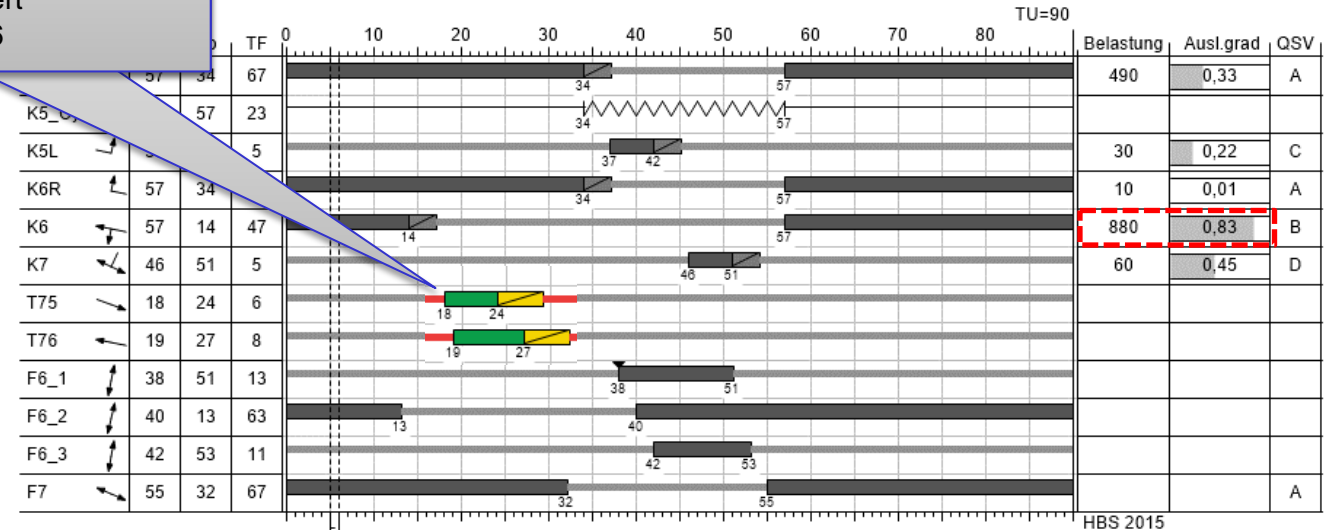 TU=90
TF 0 10 20 30 40 50 60 70 80 Belastung Ausl.grad QSV
57 34 67 34 57 490 0,33 A
57 23 34 57
K5L 5 37 42 30 0,22 C
K6R 57 34 34 57 10 0,01 A
K6 57 14 47 14 57 880 0,83 B
K7 46 51 5 46 51 60 0,45 D
T75 18 24 6 18 24
T76 19 27 8 19 27
F6_1 38 51 13 38 51
F6_2 40 13 63 13 40
F6_3 42 53 11 42 53
F7 55 32 67 32 55 A
HBS 2015